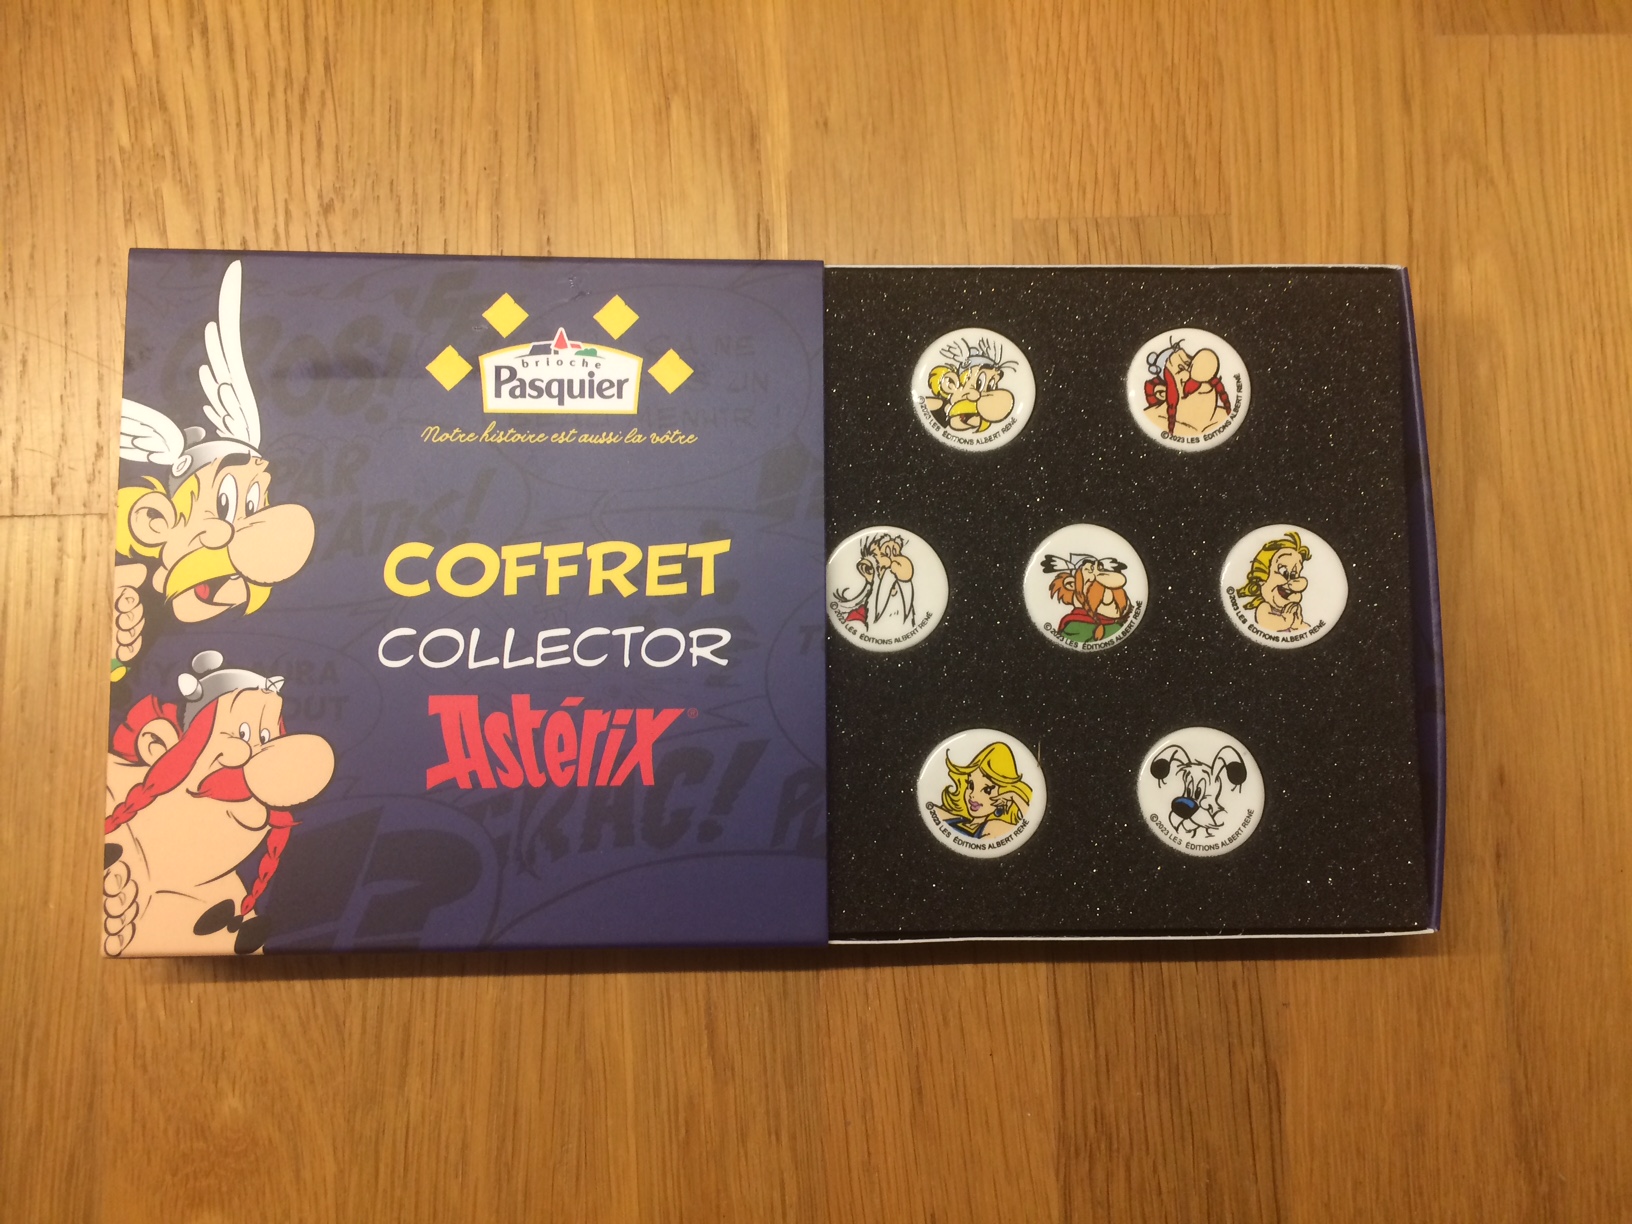 brioche
Pasquier
Notre histoire est aussi la vôtre
COFFRET
COLLECTOR
Astérix®
©2023 LES ÉDITIONS ALBERT RENÉ
©2023 LES ÉDITIONS ALBERT RENÉ
©2023 LES ÉDITIONS ALBERT RENÉ
©2023 LES ÉDITIONS ALBERT RENÉ
©2023 LES ÉDITIONS ALBERT RENÉ
©2023 LES ÉDITIONS ALBERT RENÉ
©2023 LES ÉDITIONS ALBERT RENÉ